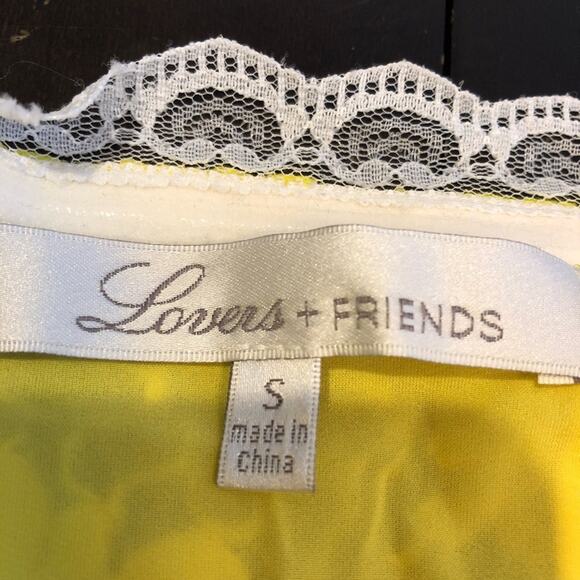 Lovers + FRIENDS
S
made in
China